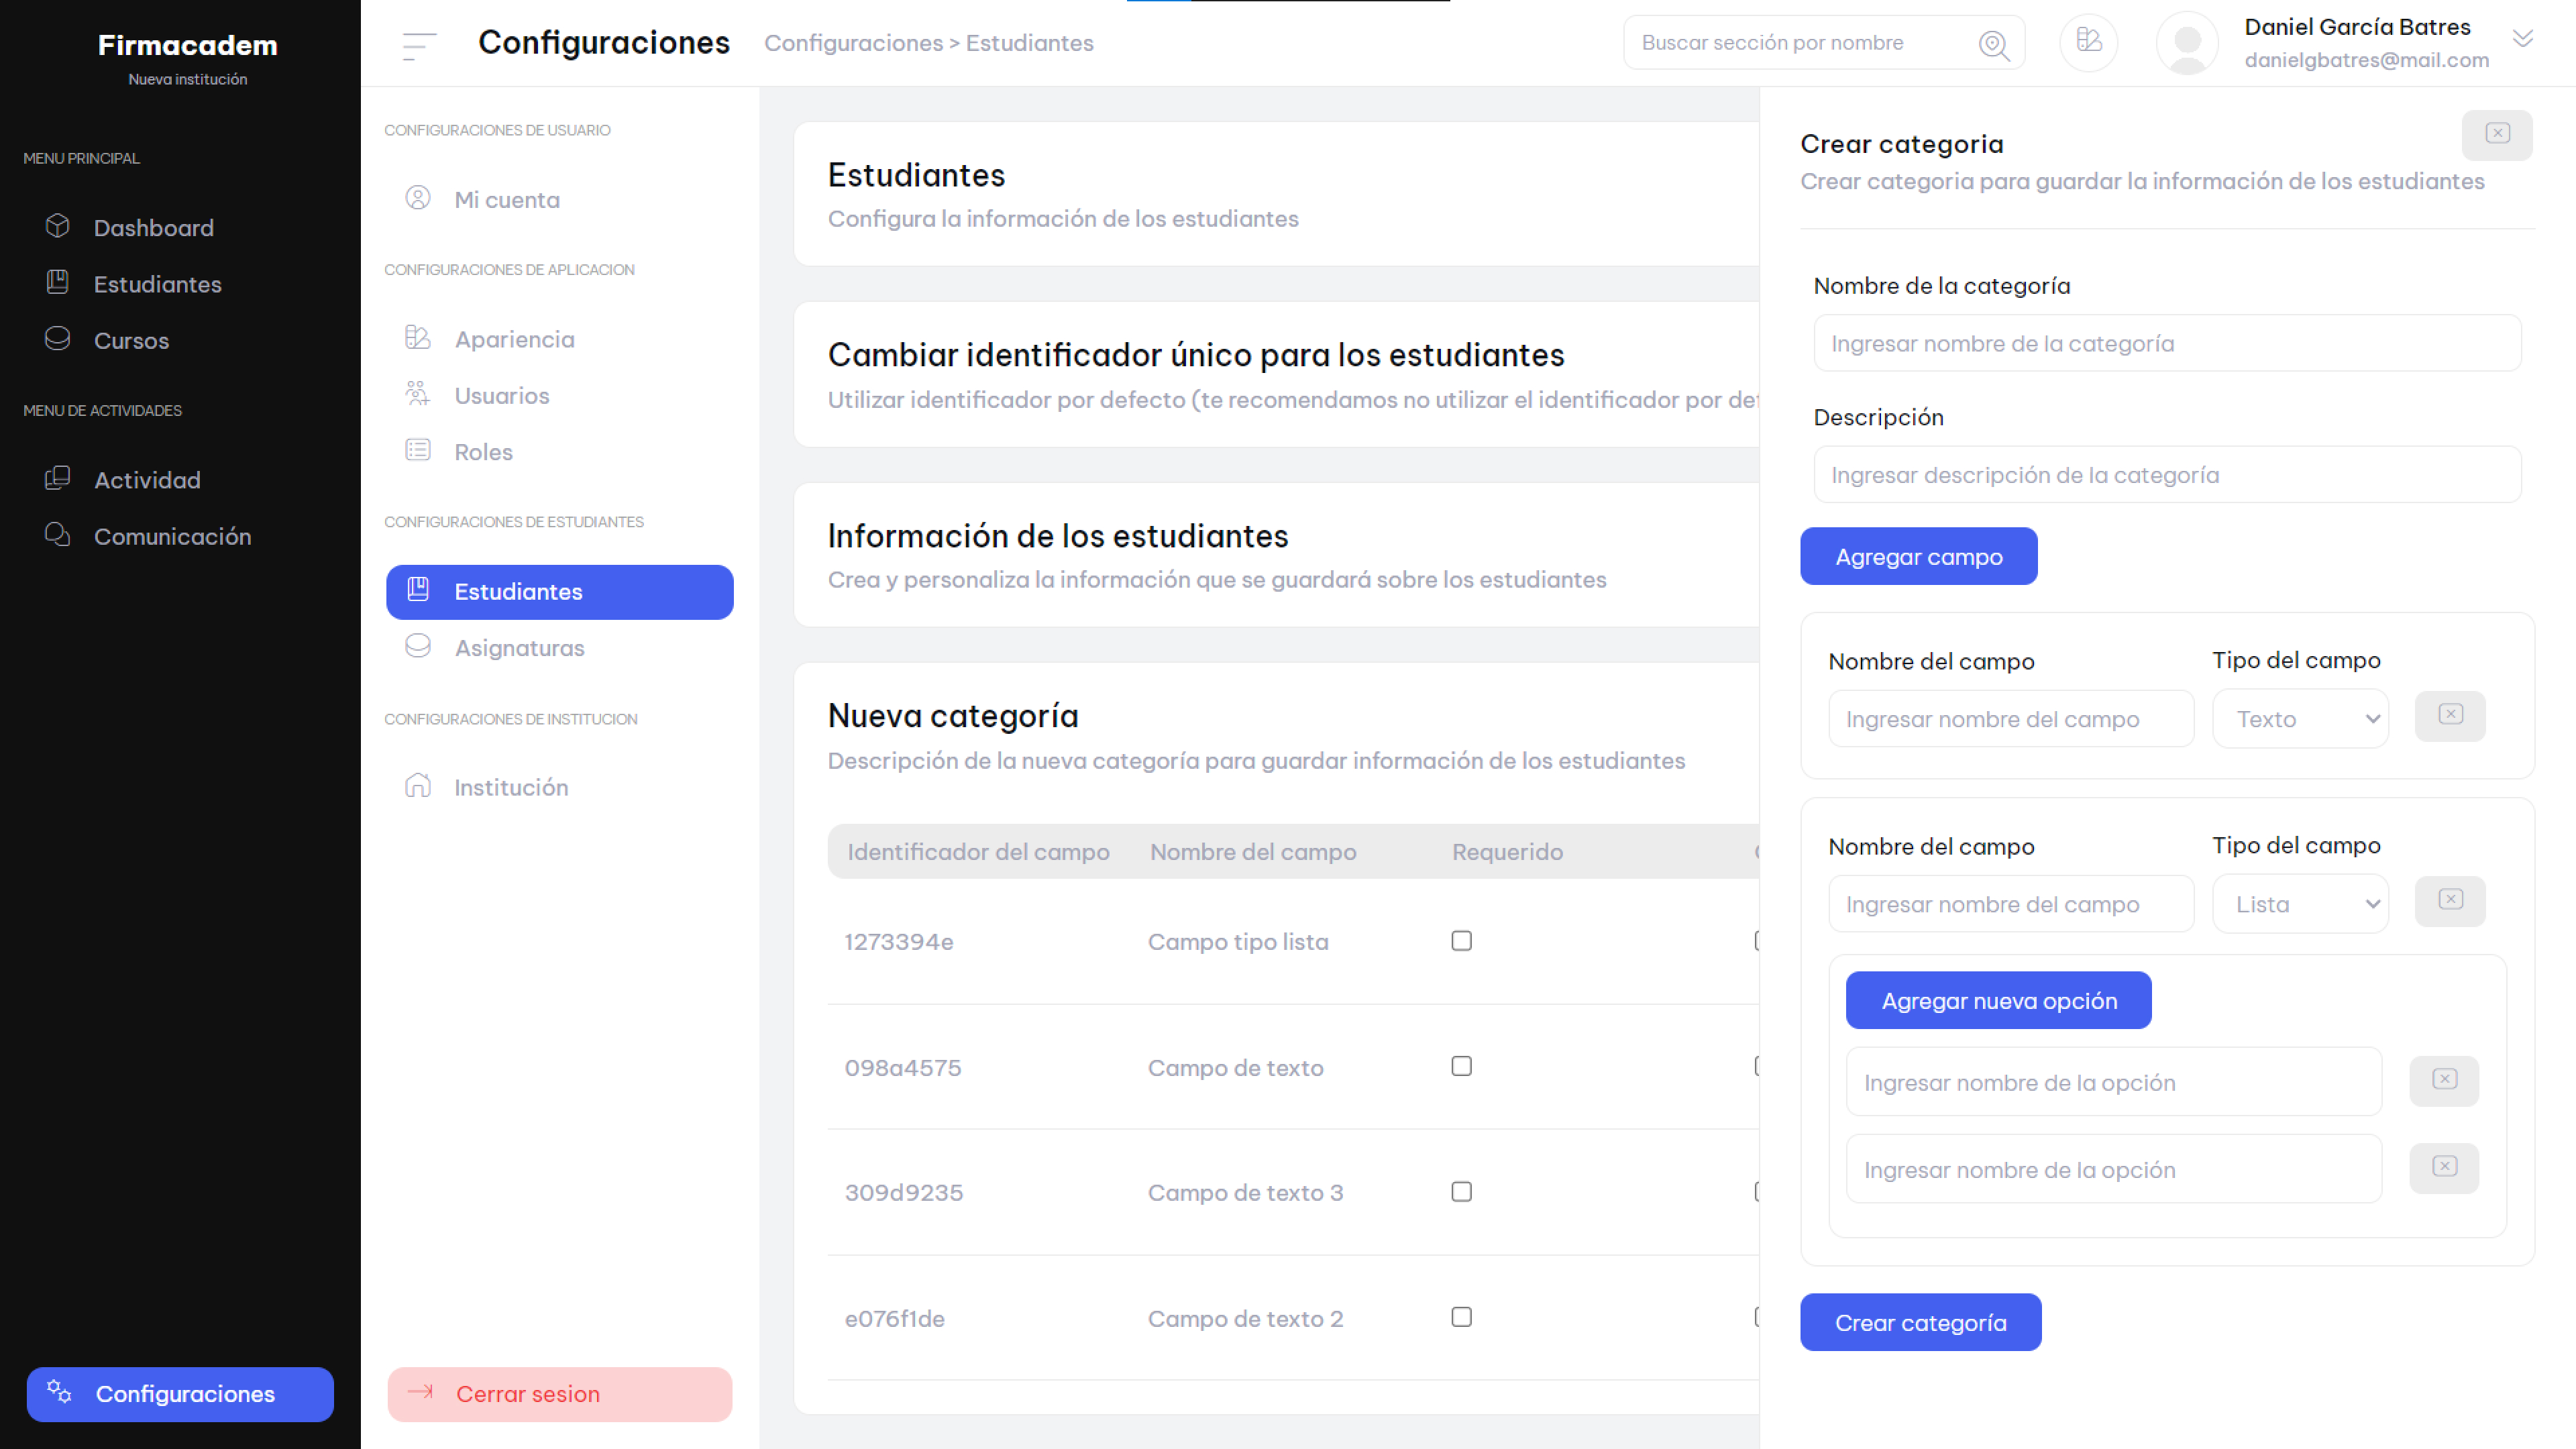 Firmacadem
Nueva institución
MENU PRINCIPAL
Dashboard
Estudiantes
Cursos
MENU DE ACTIVIDADES
Actividad
Comunicación
Configuraciones
Configuraciones
Configuraciones > Estudiantes
Buscar sección por nombre
Daniel García Batres
danielgbatres@mail.com
CONFIGURACIONES DE USUARIO
Mi cuenta
CONFIGURACIONES DE APLICACION
Apariencia
Usuarios
Roles
CONFIGURACIONES DE ESTUDIANTES
Estudiantes
Asignaturas
CONFIGURACIONES DE INSTITUCION
Institución
Cerrar sesion
Estudiantes
Configura la información de los estudiantes
Cambiar identificador único para los estudiantes
Utilizar identificador por defecto (te recomendamos no utilizar el identificador por
Información de los estudiantes
Crea y personaliza la información que se guardará sobre los estudiantes
Nueva categoría
Descripción de la nueva categoría para guardar información de los estudiantes
Identificador del campo Nombre del campo Requerido
1273394e Campo tipo lista
098a4575 Campo de texto
309d9235 Campo de texto 3
e076f1de Campo de texto 2
Crear categoria
Crear categoria para guardar la información de los estudiantes
Nombre de la categoría
Ingresar nombre de la categoría
Descripción
Ingresar descripción de la categoría
Agregar campo
Nombre del campo Tipo del campo
Ingresar nombre del campo Texto
Nombre del campo Tipo del campo
Ingresar nombre del campo Lista
Agregar nueva opción
Ingresar nombre de la opción
Ingresar nombre de la opción
Crear categoría